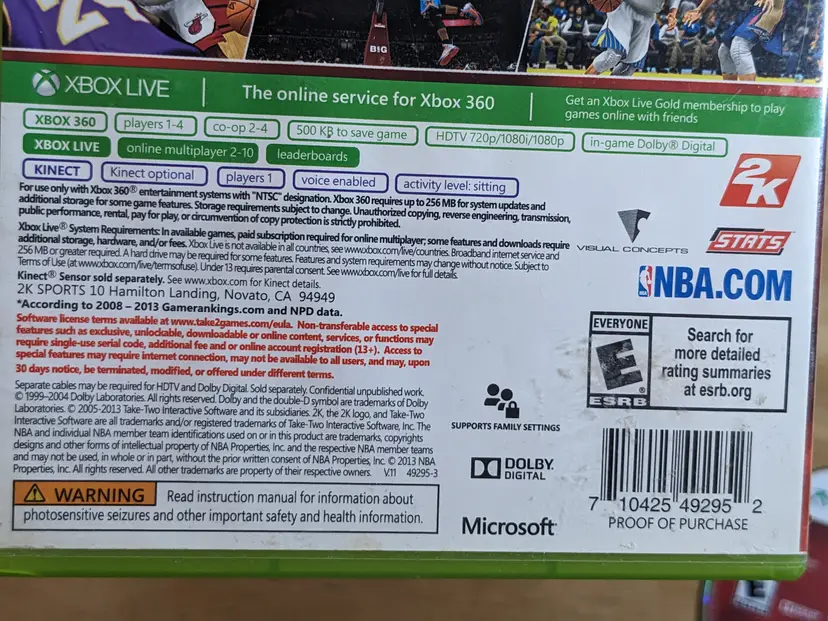 BIG
XBOX LIVE
The online service for Xbox 360
Get an Xbox Live Gold membership to play
games online with friends
XBOX 360
players 1-4
co-op 2-4
500 KB to save game
HDTV 720p/1080i/1080p
in-game Dolby® Digital
XBOX LIVE
online multiplayer 2-10
leaderboards
KINECT
Kinect optional
players 1
voice enabled
activity level: sitting
For use only with Xbox 360® entertainment systems with "NTSC" designation. Xbox 360 requires up to 256 MB for system updates and
additional storage for some game features. Storage requirements subject to change. Unauthorized copying, reverse engineering, transmission,
public performance, rental, pay for play, or circumvention of copy protection is strictly prohibited.
Xbox Live® System Requirements: In available games, paid subscription required for online multiplayer; some features and downloads require
additional storage, hardware, and/or fees. Xbox Live is not available in all countries, see www.xbox.com/live/countries. Broadband internet service and
256 MB or greater required. A hard drive may be required for some features. Features and system requirements may change without notice. Subject to
Terms of Use (at www.xbox.com/live/termsofuse). Under 13 requires parental consent. See www.xbox.com/live for full details.
Kinect® Sensor sold separately. See www.xbox.com for Kinect details.
2K SPORTS 10 Hamilton Landing, Novato, CA 94949
*According to 2008 – 2013 Gamerankings.com and NPD data.
Software license terms available at www.take2games.com/eula. Non-transferable access to special
features such as exclusive, unlockable, downloadable or online content, services, or functions may
require single-use serial code, additional fee and or online account registration (13+). Access to
special features may require internet connection, may not be available to all users, and may, upon
30 days notice, be terminated, modified, or offered under different terms.
Separate cables may be required for HDTV and Dolby Digital. Sold separately. Confidential unpublished work.
© 1999–2004 Dolby Laboratories. All rights reserved. Dolby and the double-D symbol are trademarks of Dolby
Laboratories. © 2005-2013 Take-Two Interactive Software and its subsidiaries. 2K, the 2K logo, and Take-Two
Interactive Software are all trademarks and/or registered trademarks of Take-Two Interactive Software, Inc. The
NBA and individual NBA member team identifications used on or in this product are trademarks, copyrights
designs and other forms of intellectual property of NBA Properties, Inc. and the respective NBA member teams
and may not be used, in whole or in part, without the prior written consent of NBA Properties, Inc. © 2013 NBA
Properties, Inc. All rights reserved. All other trademarks are property of their respective owners. V.11 49295-3
WARNING Read instruction manual for information about
photosensitive seizures and other important safety and health information.
2K
VISUAL CONCEPTS
STATS
NBA.COM
EVERYONE
E
ESRB
Search for
more detailed
rating summaries
at esrb.org
SUPPORTS FAMILY SETTINGS
DOLBY
DIGITAL
Microsoft
7 10425 49295 2
PROOF OF PURCHASE
E